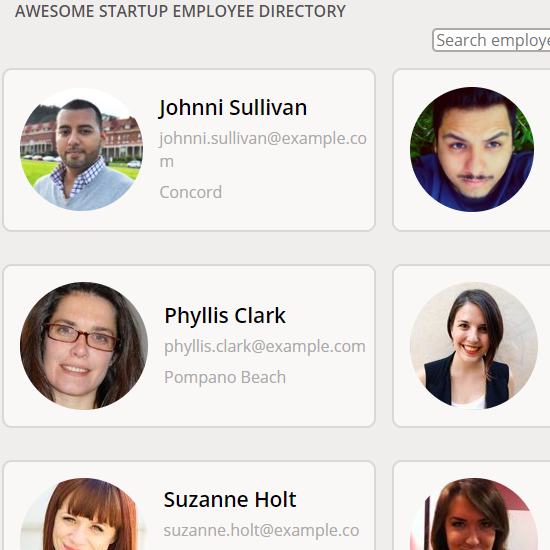 AWESOME STARTUP EMPLOYEE DIRECTORY
Search employe
Johnni Sullivan
johnni.sullivan@example.co
m
Concord
Phyllis Clark
phyllis.clark@example.com
Pompano Beach
Suzanne Holt
suzanne.holt@example.co